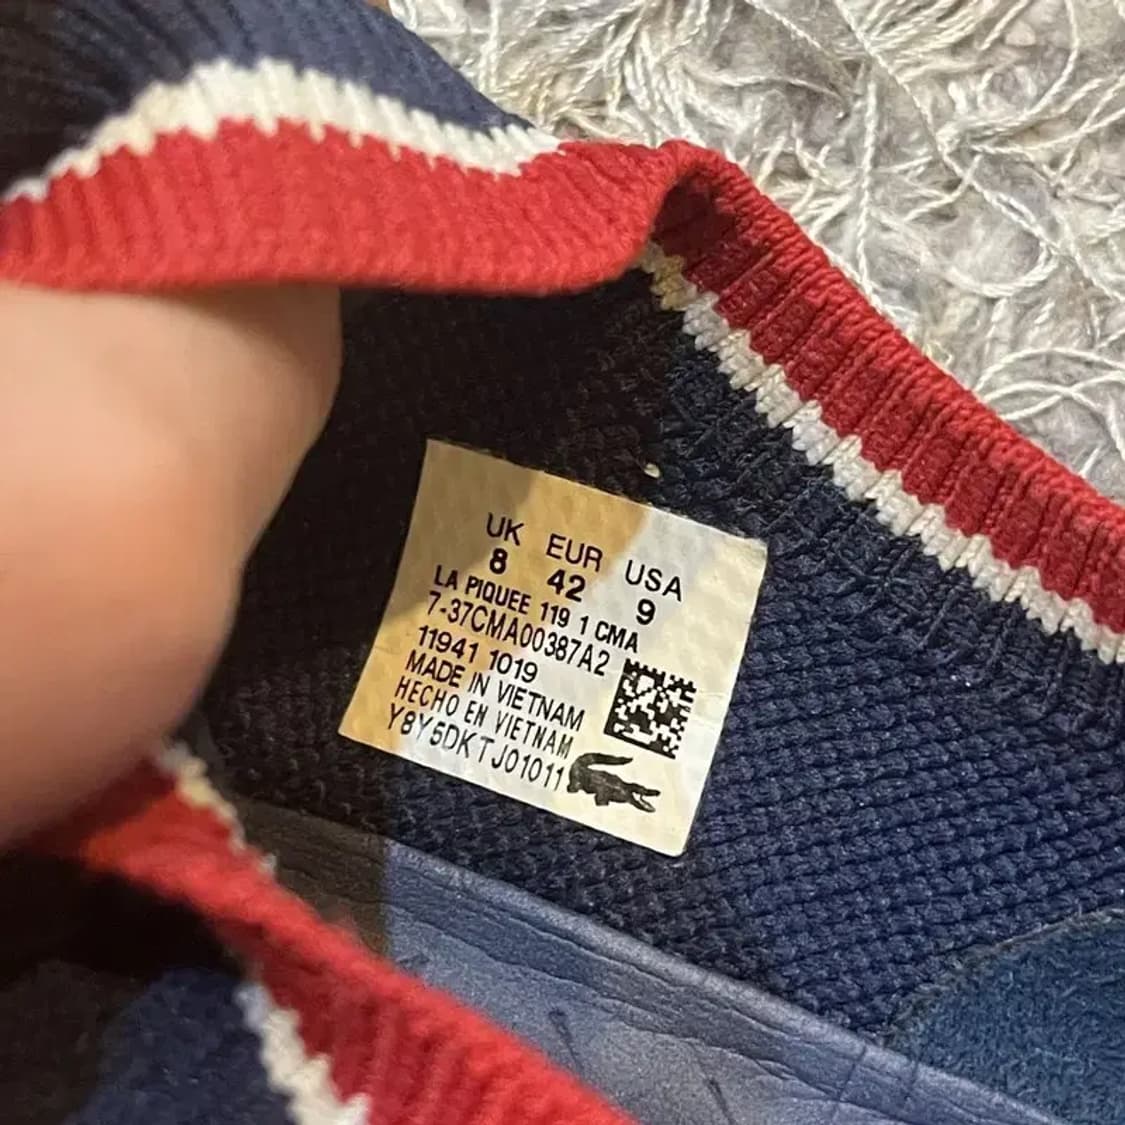 UK EUR USA
8 42 9
LA PIQUEE 119 1 CMA
7-37CMA00387A2
11941 1019
MADE IN VIETNAM
HECHO EN VIETNAM
Y8Y5DKTJ01011